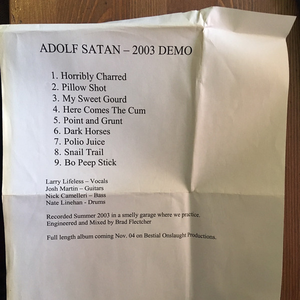 ADOLF SATAN – 2003 DEMO
1. Horribly Charred
2. Pillow Shot
3. My Sweet Gourd
4. Here Comes The Cum
5. Point and Grunt
6. Dark Horses
7. Polio Juice
8. Snail Trail
9. Bo Peep Stick
Larry Lifeless – Vocals
Josh Martin – Guitars
Nick Camelleri – Bass
Nate Linehan - Drums
Recorded Summer 2003 in a smelly garage where we practice.
Engineered and Mixed by Brad Flectcher
Full length album coming Nov. 04 on Bestial Onslaught Productions.